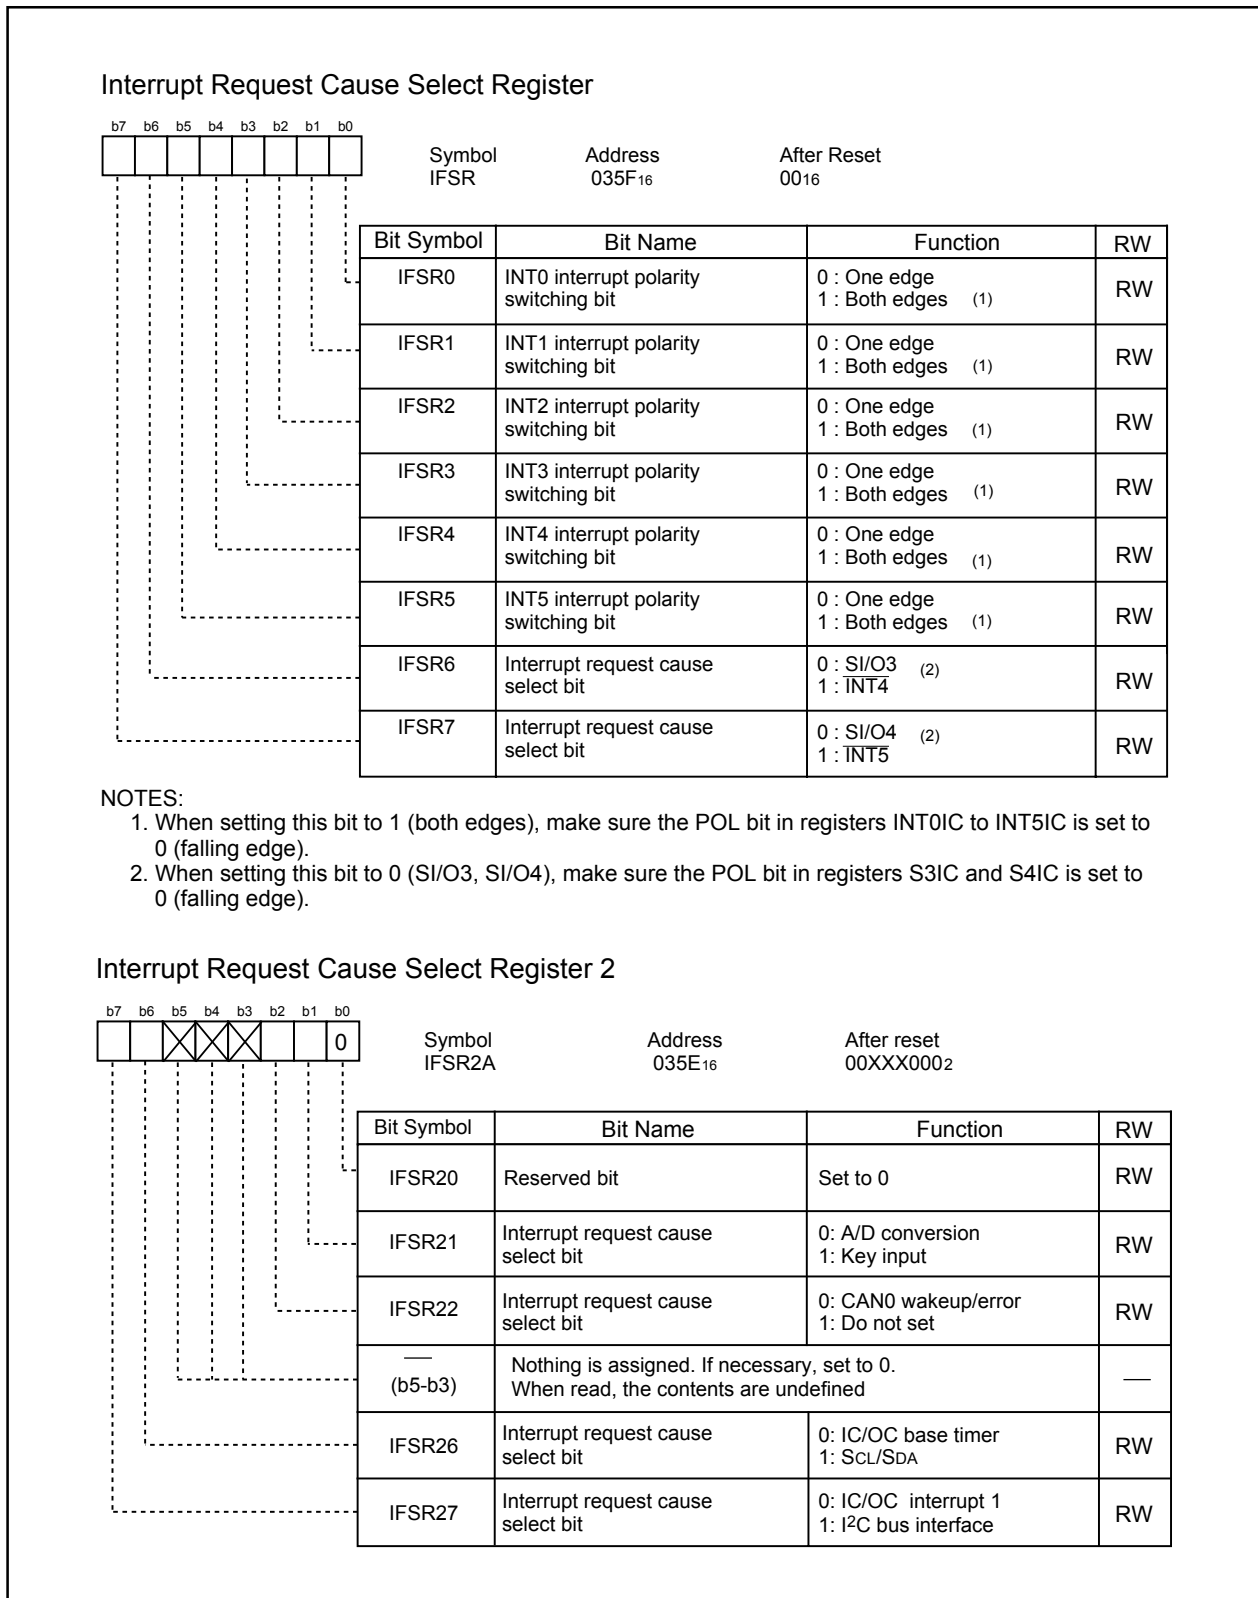 Interrupt Request Cause Select Register
b7 b6 b5 b4 b3 b2 b1 b0
Symbol Address After Reset
IFSR 035F16 0016
Bit Symbol Bit Name Function RW
IFSR0 INT0 interrupt polarity switching bit 0 : One edge
1 : Both edges (1) RW
IFSR1 INT1 interrupt polarity switching bit 0 : One edge
1 : Both edges (1) RW
IFSR2 INT2 interrupt polarity switching bit 0 : One edge
1 : Both edges (1) RW
IFSR3 INT3 interrupt polarity switching bit 0 : One edge
1 : Both edges (1) RW
IFSR4 INT4 interrupt polarity switching bit 0 : One edge
1 : Both edges (1) RW
IFSR5 INT5 interrupt polarity switching bit 0 : One edge
1 : Both edges (1) RW
IFSR6 Interrupt request cause select bit 0 : SI/O3 (2)
1 : INT4 RW
IFSR7 Interrupt request cause select bit 0 : SI/O4 (2)
1 : INT5 RW
NOTES:
1. When setting this bit to 1 (both edges), make sure the POL bit in registers INT0IC to INT5IC is set to
0 (falling edge).
2. When setting this bit to 0 (SI/O3, SI/O4), make sure the POL bit in registers S3IC and S4IC is set to
0 (falling edge).
Interrupt Request Cause Select Register 2
b7 b6 b5 b4 b3 b2 b1 b0
0
Symbol Address After reset
IFSR2A 035E16 00XXX0002
Bit Symbol Bit Name Function RW
IFSR20 Reserved bit Set to 0 RW
IFSR21 Interrupt request cause select bit 0: A/D conversion
1: Key input RW
IFSR22 Interrupt request cause select bit 0: CAN0 wakeup/error
1: Do not set RW
—
(b5-b3) Nothing is assigned. If necessary, set to 0.
When read, the contents are undefined —
IFSR26 Interrupt request cause select bit 0: IC/OC base timer
1: SCL/SDA RW
IFSR27 Interrupt request cause select bit 0: IC/OC interrupt 1
1: I2C bus interface RW